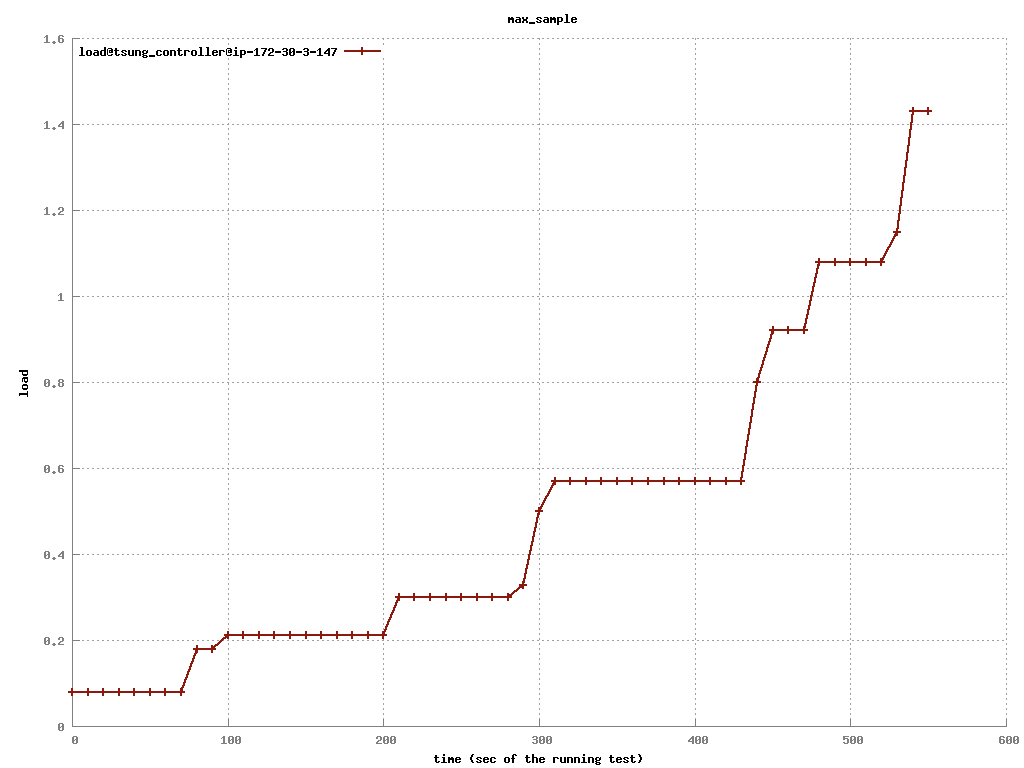 max_sample
load@tsung_controller@ip-172-30-3-147
1.6
1.4
1.2
1
0.8
0.6
0.4
0.2
0
load
0 100 200 300 400 500 600
time (sec of the running test)